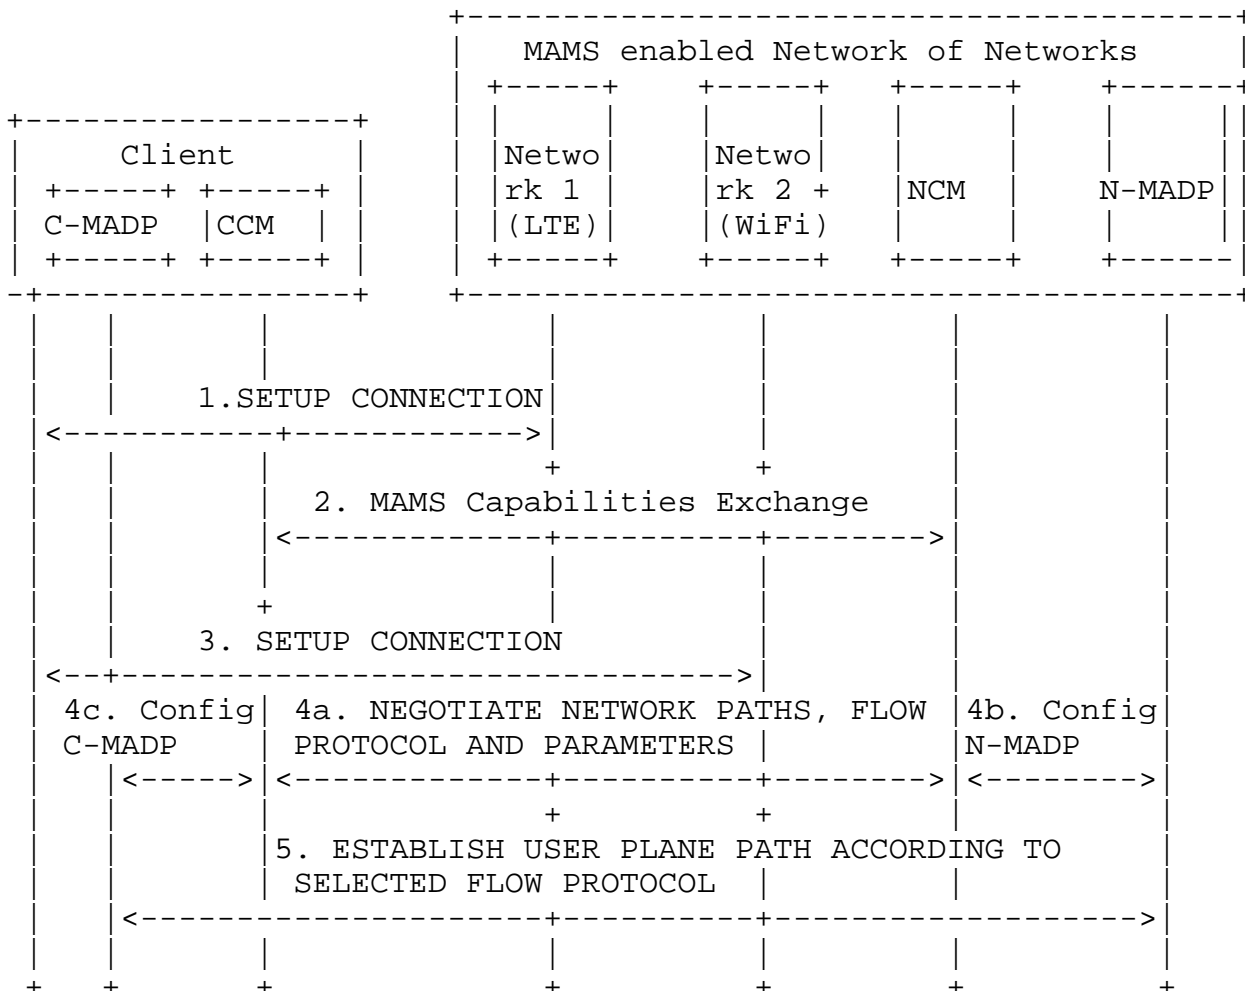 MAMS enabled Network of Networks
Client
Netwo
rk 1
(LTE)
Netwo
rk 2 +
(WiFi)
NCM
N-MADP
C-MADP
CCM
1.SETUP CONNECTION
2. MAMS Capabilities Exchange
3. SETUP CONNECTION
4c. Config
C-MADP
4a. NEGOTIATE NETWORK PATHS, FLOW
PROTOCOL AND PARAMETERS
4b. Config
N-MADP
5. ESTABLISH USER PLANE PATH ACCORDING TO
SELECTED FLOW PROTOCOL